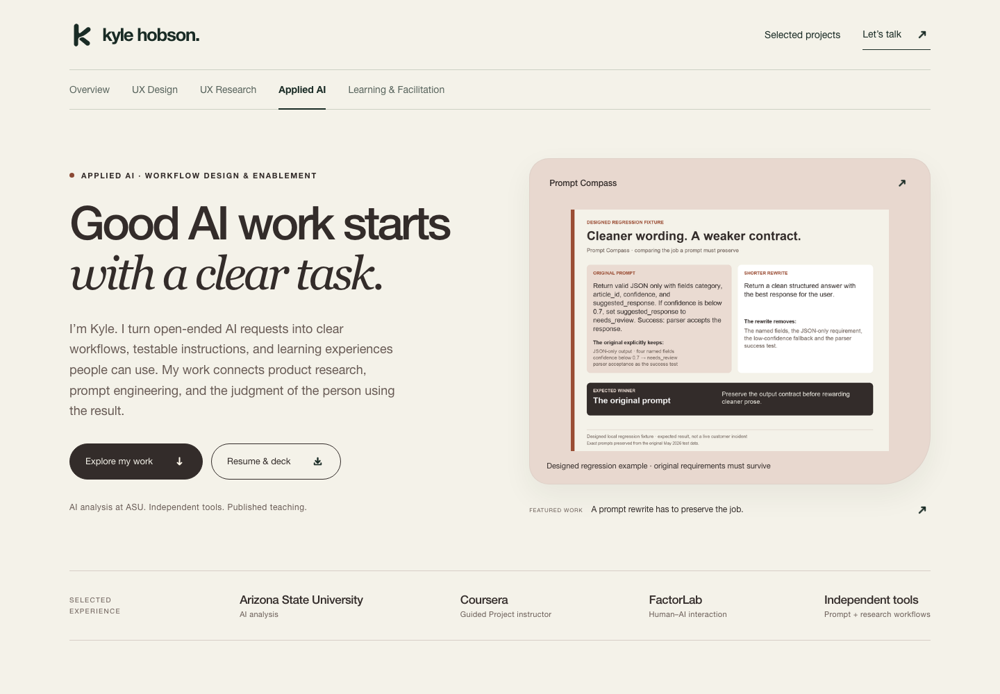 kyle hobson.
Selected projects
Let's talk
Overview
UX Design
UX Research
Applied AI
Learning & Facilitation
APPLIED AI · WORKFLOW DESIGN & ENABLEMENT
Good AI work starts
with a clear task.
I'm Kyle. I turn open-ended AI requests into clear
workflows, testable instructions, and learning experiences
people can use. My work connects product research,
prompt engineering, and the judgment of the person using
the result.
Explore my work
Resume & deck
AI analysis at ASU. Independent tools. Published teaching.
Prompt Compass
DESIGNED REGRESSION FIXTURE
Cleaner wording. A weaker contract.
Prompt Compass · comparing the job a prompt must preserve
ORIGINAL PROMPT
Return valid JSON only with fields category,
article_id, confidence, and
suggested_response. If confidence is below
0.7, set suggested_response to
needs_review. Success: parser accepts the
response.
The original explicitly keeps:
JSON-only output · four named fields
confidence below 0.7 → needs_review
parser acceptance as the success test
SHORTER REWRITE
Return a clean structured answer with
the best response for the user.
The rewrite removes:
The named fields, the JSON-only requirement,
the low-confidence fallback and the parser
success test.
EXPECTED WINNER
The original prompt
Preserve the output contract before rewarding
cleaner prose.
Designed local regression fixture · expected result, not a live customer incident
Exact prompts preserved from the original May 2026 test data.
Designed regression example · original requirements must survive
FEATURED WORK
A prompt rewrite has to preserve the job.
SELECTED
EXPERIENCE
Arizona State University
AI analysis
Coursera
Guided Project instructor
FactorLab
Human–AI interaction
Independent tools
Prompt + research workflows